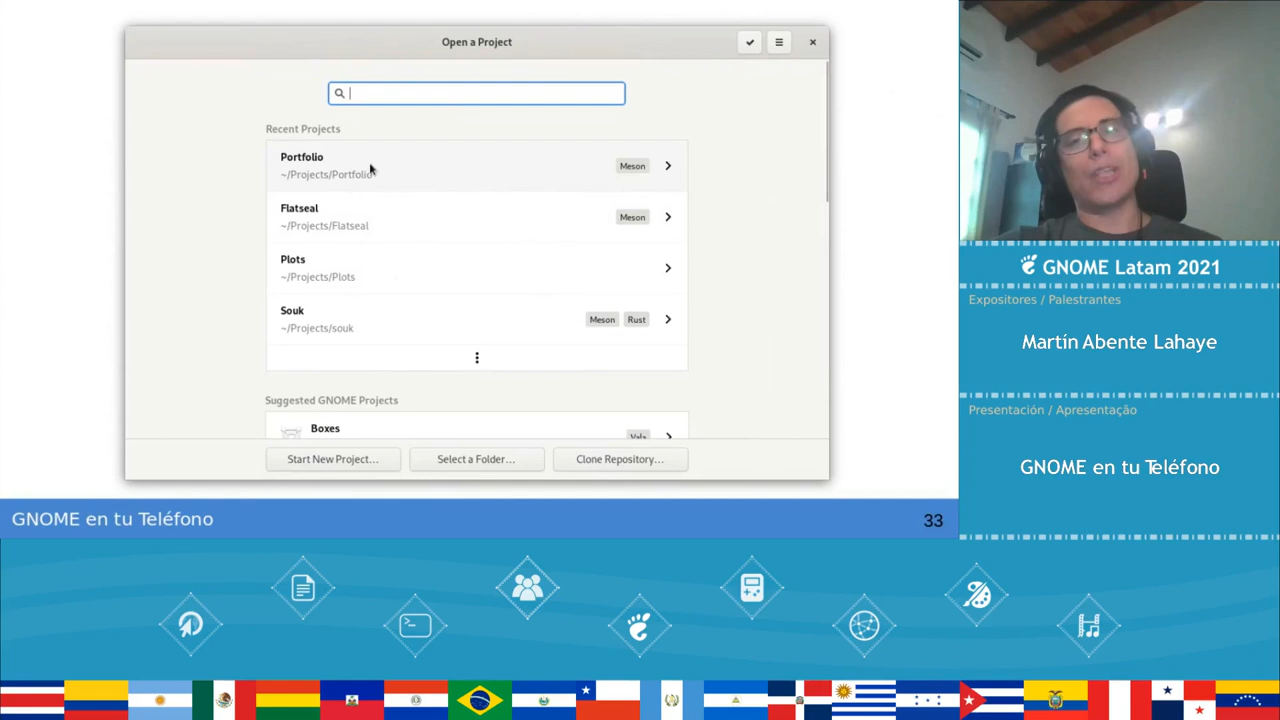 Open a Project
Recent Projects
Portfolio
~/Projects/Portfolio
Meson
Flatseal
~/Projects/Flatseal
Meson
Plots
~/Projects/Plots
Souk
~/Projects/souk
Meson
Rust
Suggested GNOME Projects
Boxes
Vala
Start New Project...
Select a Folder...
Clone Repository...
GNOME en tu Teléfono
33
GNOME Latam 2021
Expositores / Palestrantes
Martín Abente Lahaye
Presentación / Apresentação
GNOME en tu Teléfono